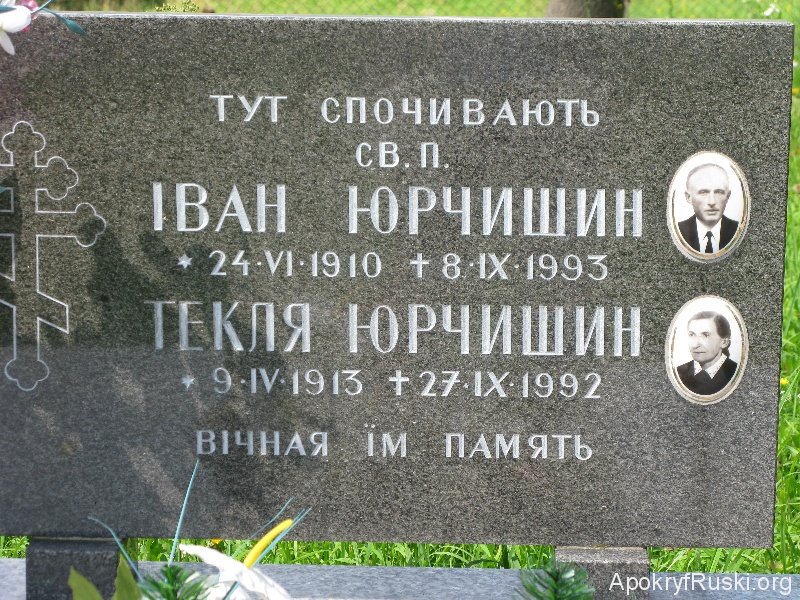 ТУТ СПОЧИВАЮТЬ
СВ. П.
ІВАН ЮРЧИШИН
* 24·VI·1910 † 8·IX·1993
ТЕКЛЯ ЮРЧИШИН
* 9·IV·1913 † 27·IX·1992
ВІЧНАЯ ЇМ ПАМЯТЬ
ApokryfRuski.org